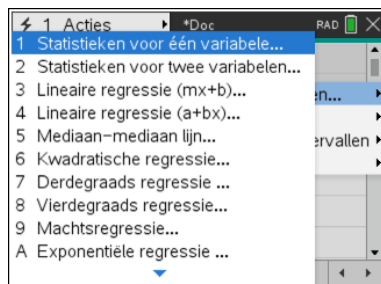 1 Acties
*Doc
RAD
1 Statistieken voor één variabele...
2 Statistieken voor twee variabelen...
3 Lineaire regressie (mx+b)...
4 Lineaire regressie (a+bx)...
5 Mediaan-mediaan lijn...
6 Kwadratische regressie...
7 Derdegraads regressie ...
8 Vierdegraads regressie...
9 Machtsregressie...
A Exponentiële regressie ...
en...
ervallen